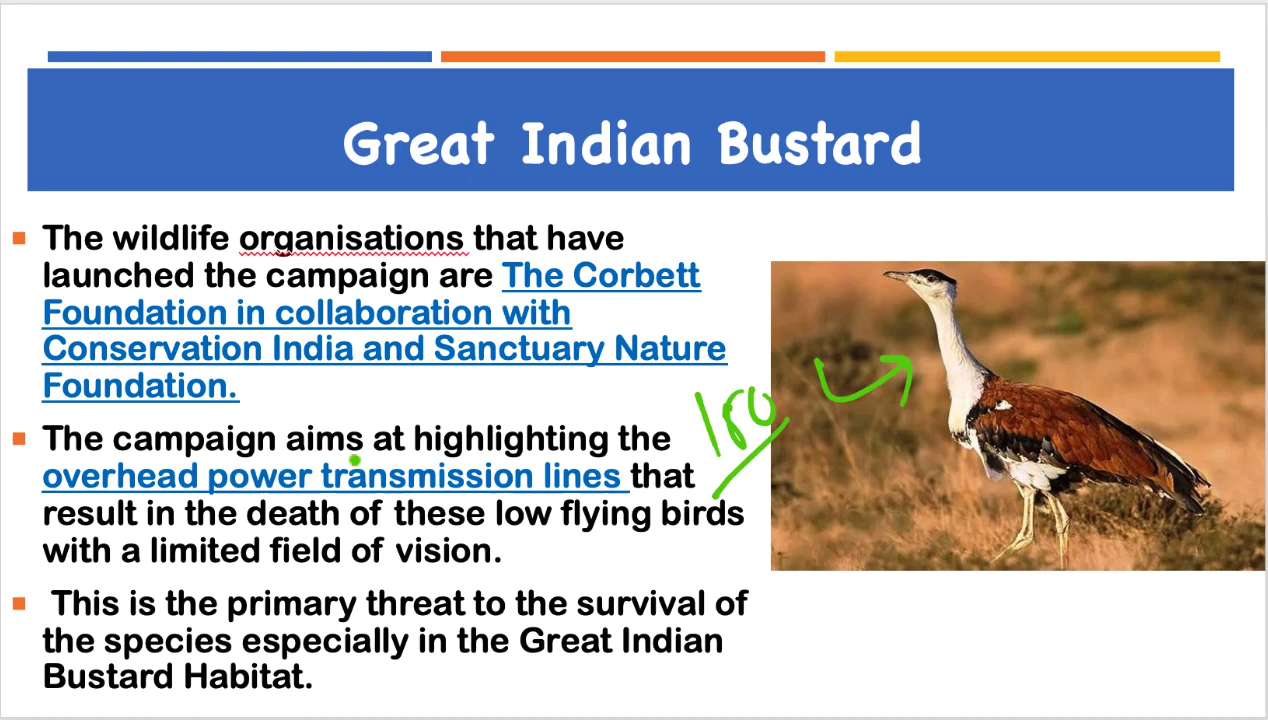 Great Indian Bustard
The wildlife organisations that have
launched the campaign are The Corbett
Foundation in collaboration with
Conservation India and Sanctuary Nature
Foundation.
The campaign aims at highlighting the
overhead power transmission lines that
result in the death of these low flying birds
with a limited field of vision.
This is the primary threat to the survival of
the species especially in the Great Indian
Bustard Habitat.
150